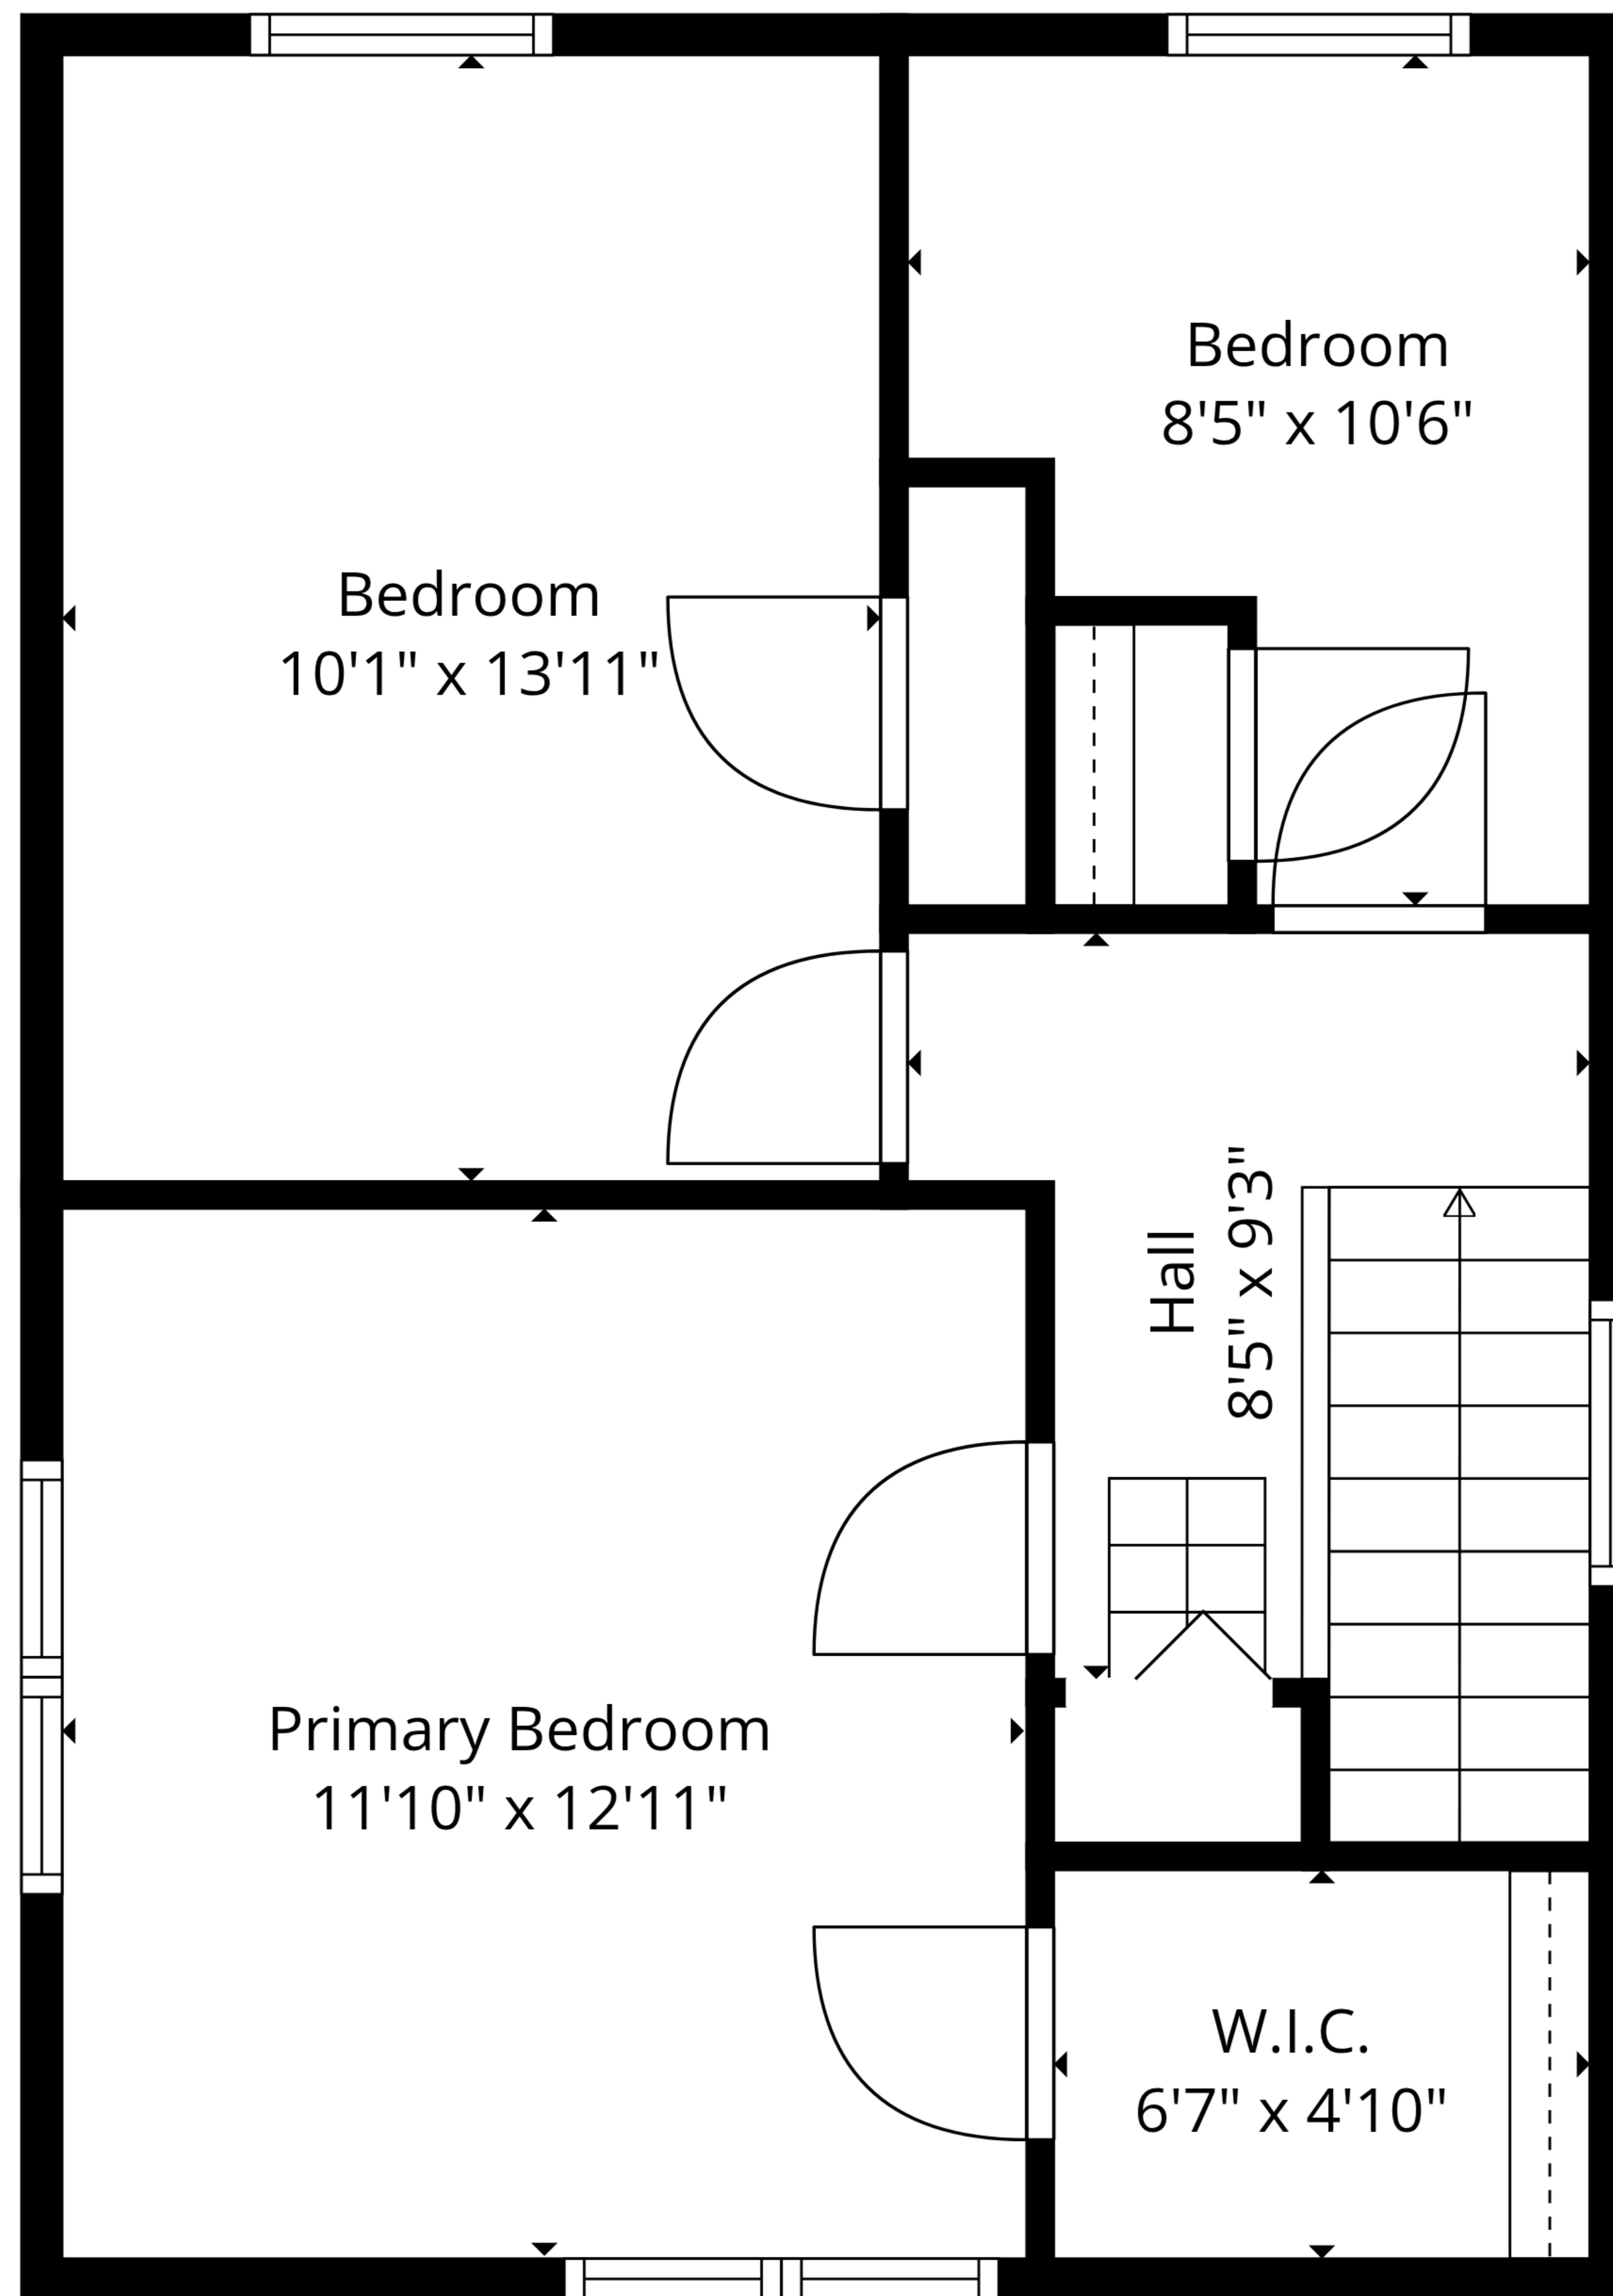 Bedroom
8'5" x 10'6"
Bedroom
10'1" x 13'11"
Hall
8'5" x 9'3"
Primary Bedroom
11'10" x 12'11"
W.I.C.
6'7" x 4'10"